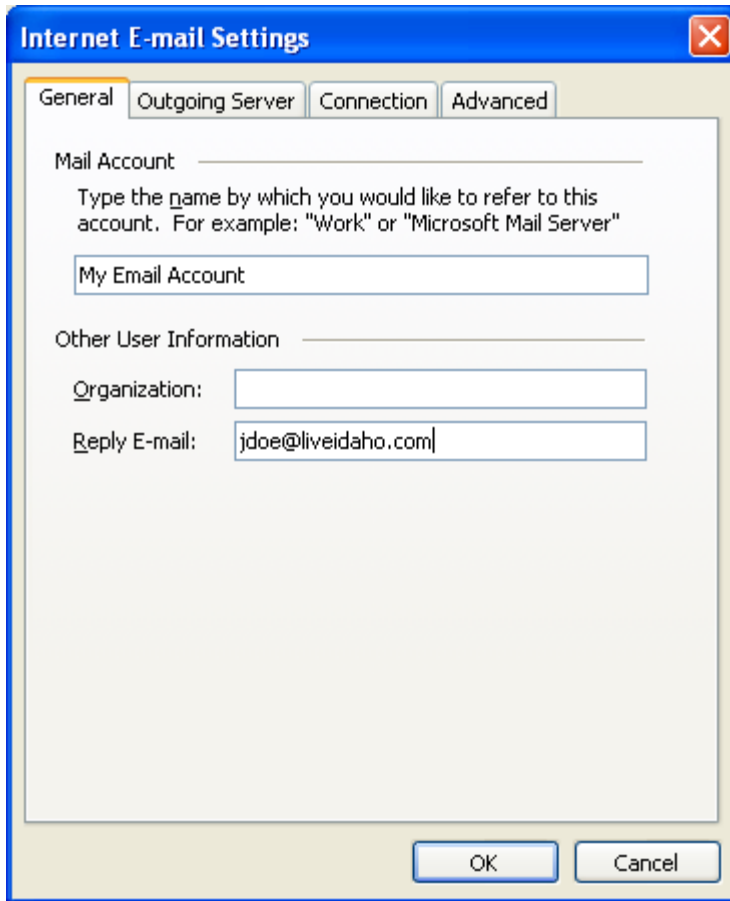 Internet E-mail Settings
General Outgoing Server Connection Advanced
Mail Account
Type the name by which you would like to refer to this
account. For example: "Work" or "Microsoft Mail Server"
My Email Account
Other User Information
Organization:
Reply E-mail: jdoe@liveidaho.com
OK Cancel